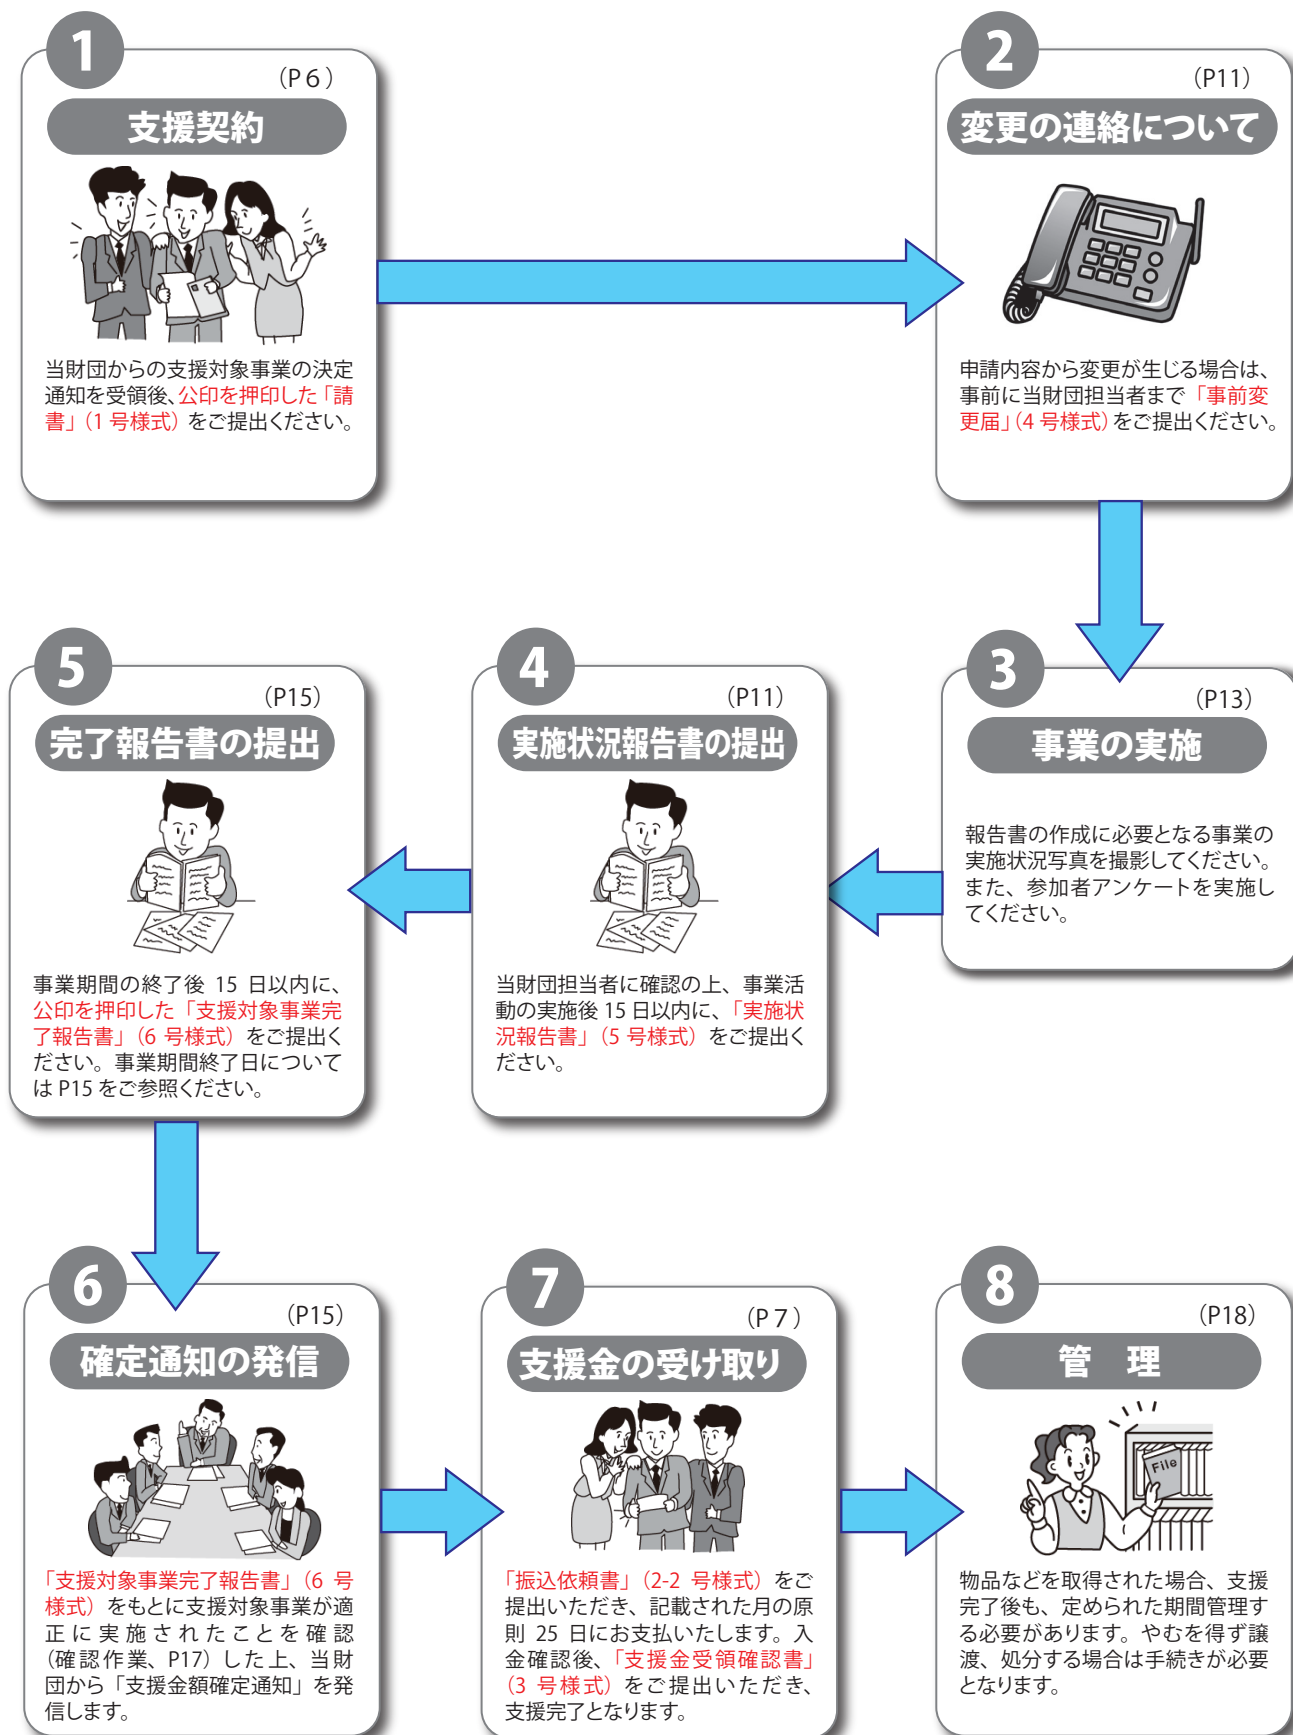 1
(P 6)
支援契約
当財団からの支援対象事業の決定
通知を受領後、公印を押印した「請
書」（1 号様式）をご提出ください。
2
(P11)
変更の連絡について
申請内容から変更が生じる場合は、
事前に当財団担当者まで「事前変
更届」（4 号様式）をご提出ください。
3
(P13)
事業の実施
報告書の作成に必要となる事業の
実施状況写真を撮影してください。
また、参加者アンケートを実施し
てください。
4
(P11)
実施状況報告書の提出
当財団担当者に確認の上、事業活
動の実施後 15 日以内に、「実施状
況報告書」（5 号様式）をご提出く
ださい。
5
(P15)
完了報告書の提出
事業期間の終了後 15 日以内に、
公印を押印した「支援対象事業完
了報告書」（6 号様式）をご提出く
ださい。事業期間終了日について
は P15 をご参照ください。
6
(P15)
確定通知の発信
「支援対象事業完了報告書」（6 号
様式）をもとに支援対象事業が適
正に実施されたことを確認
（確認作業、P17）した上、当財
団から「支援金額確定通知」を発
信します。
7
(P 7)
支援金の受け取り
「振込依頼書」（2-2 号様式）をご
提出いただき、記載された月の原
則 25 日にお支払いたします。入
金確認後、「支援金受領確認書」
（3 号様式）をご提出いただき、
支援完了となります。
8
(P18)
管　理
File
物品などを取得された場合、支援
完了後も、定められた期間管理す
る必要があります。やむを得ず譲
渡、処分する場合は手続きが必要
となります。